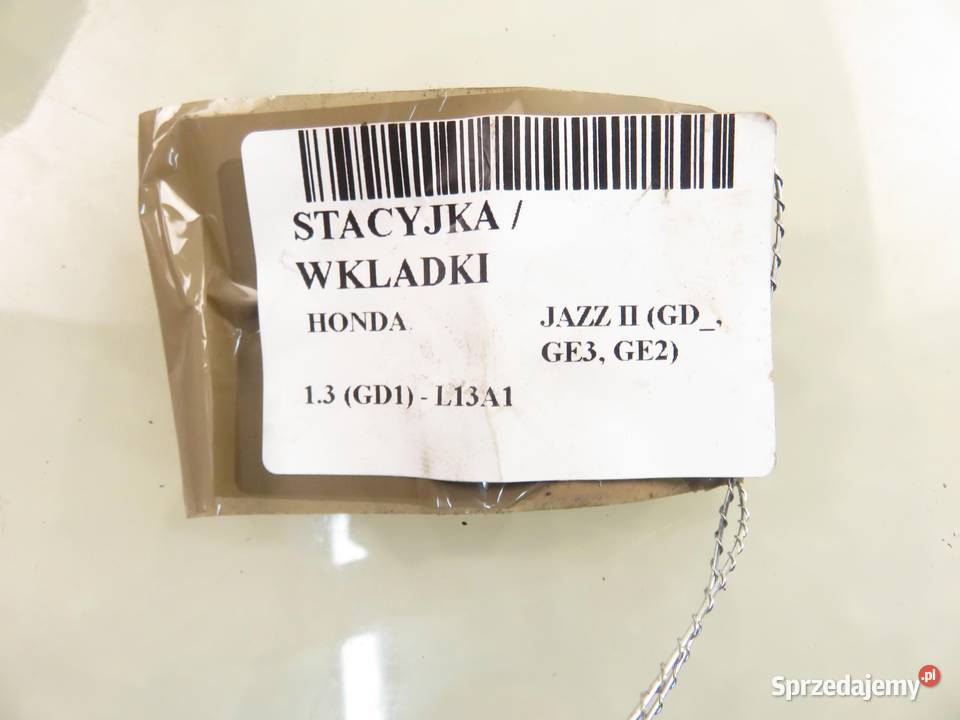 STACYJKA /
WKLADKI
HONDA
JAZZ II (GD_,
GE3, GE2)
1.3 (GD1) - L13A1
Sprzedajemy.pl